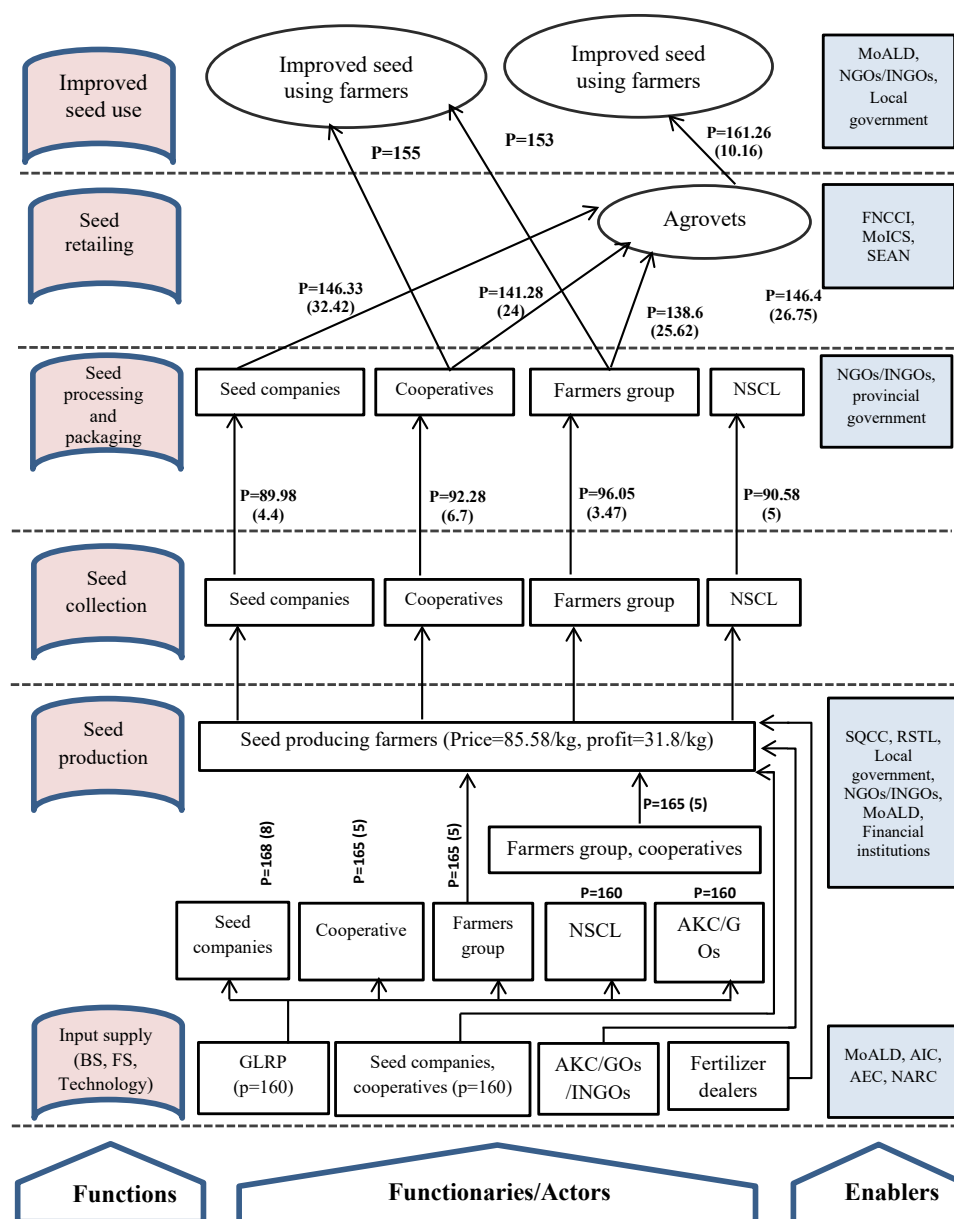 Improved
seed use
Improved seed
using farmers
Improved seed
using farmers
MoALD,
NGOs/INGOs,
Local
government
P=155
P=153
P=161.26
(10.16)
Seed
retailing
Agrovets
FNCCI,
MoICS,
SEAN
P=146.33
(32.42)
P=141.28
(24)
P=138.6
(25.62)
P=146.4
(26.75)
Seed
processing
and
packaging
Seed companies
Cooperatives
Farmers group
NSCL
NGOs/INGOs,
provincial
government
P=89.98
(4.4)
P=92.28
(6.7)
P=96.05
(3.47)
P=90.58
(5)
Seed
collection
Seed companies
Cooperatives
Farmers group
NSCL
Seed
production
Seed producing farmers (Price=85.58/kg, profit=31.8/kg)
SQCC, RSTL,
Local
government,
NGOs/INGOs,
MoALD,
Financial
institutions
P=168 (8)
P=165 (5)
P=165 (5)
P=165 (5)
Farmers group, cooperatives
P=160
P=160
Seed
companies
Cooperative
Farmers
group
NSCL
AKC/G
Os
Input supply
(BS, FS,
Technology)
GLRP
(p=160)
Seed companies,
cooperatives (p=160)
AKC/GOs
/INGOs
Fertilizer
dealers
MoALD, AIC,
AEC, NARC
Functions
Functionaries/Actors
Enablers